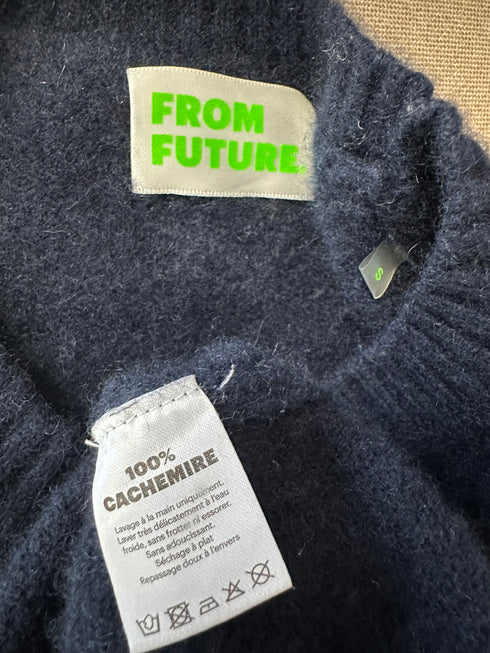 FROM
FUTURE.
S
100%
CACHEMIRE
Lavage à la main uniquement.
Laver très délicatement à l'eau
froide, sans frotter ni essorer.
Sans adoucissant.
Séchage à plat
Repassage doux à l'envers